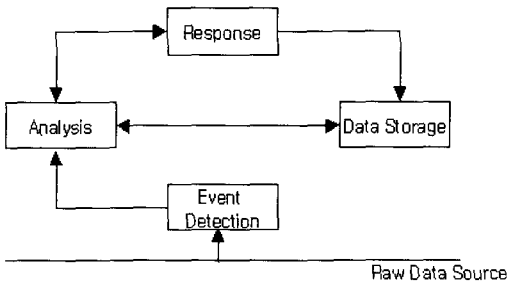 Response
Analysis
Data Storage
Event
Detection
Raw Data Source